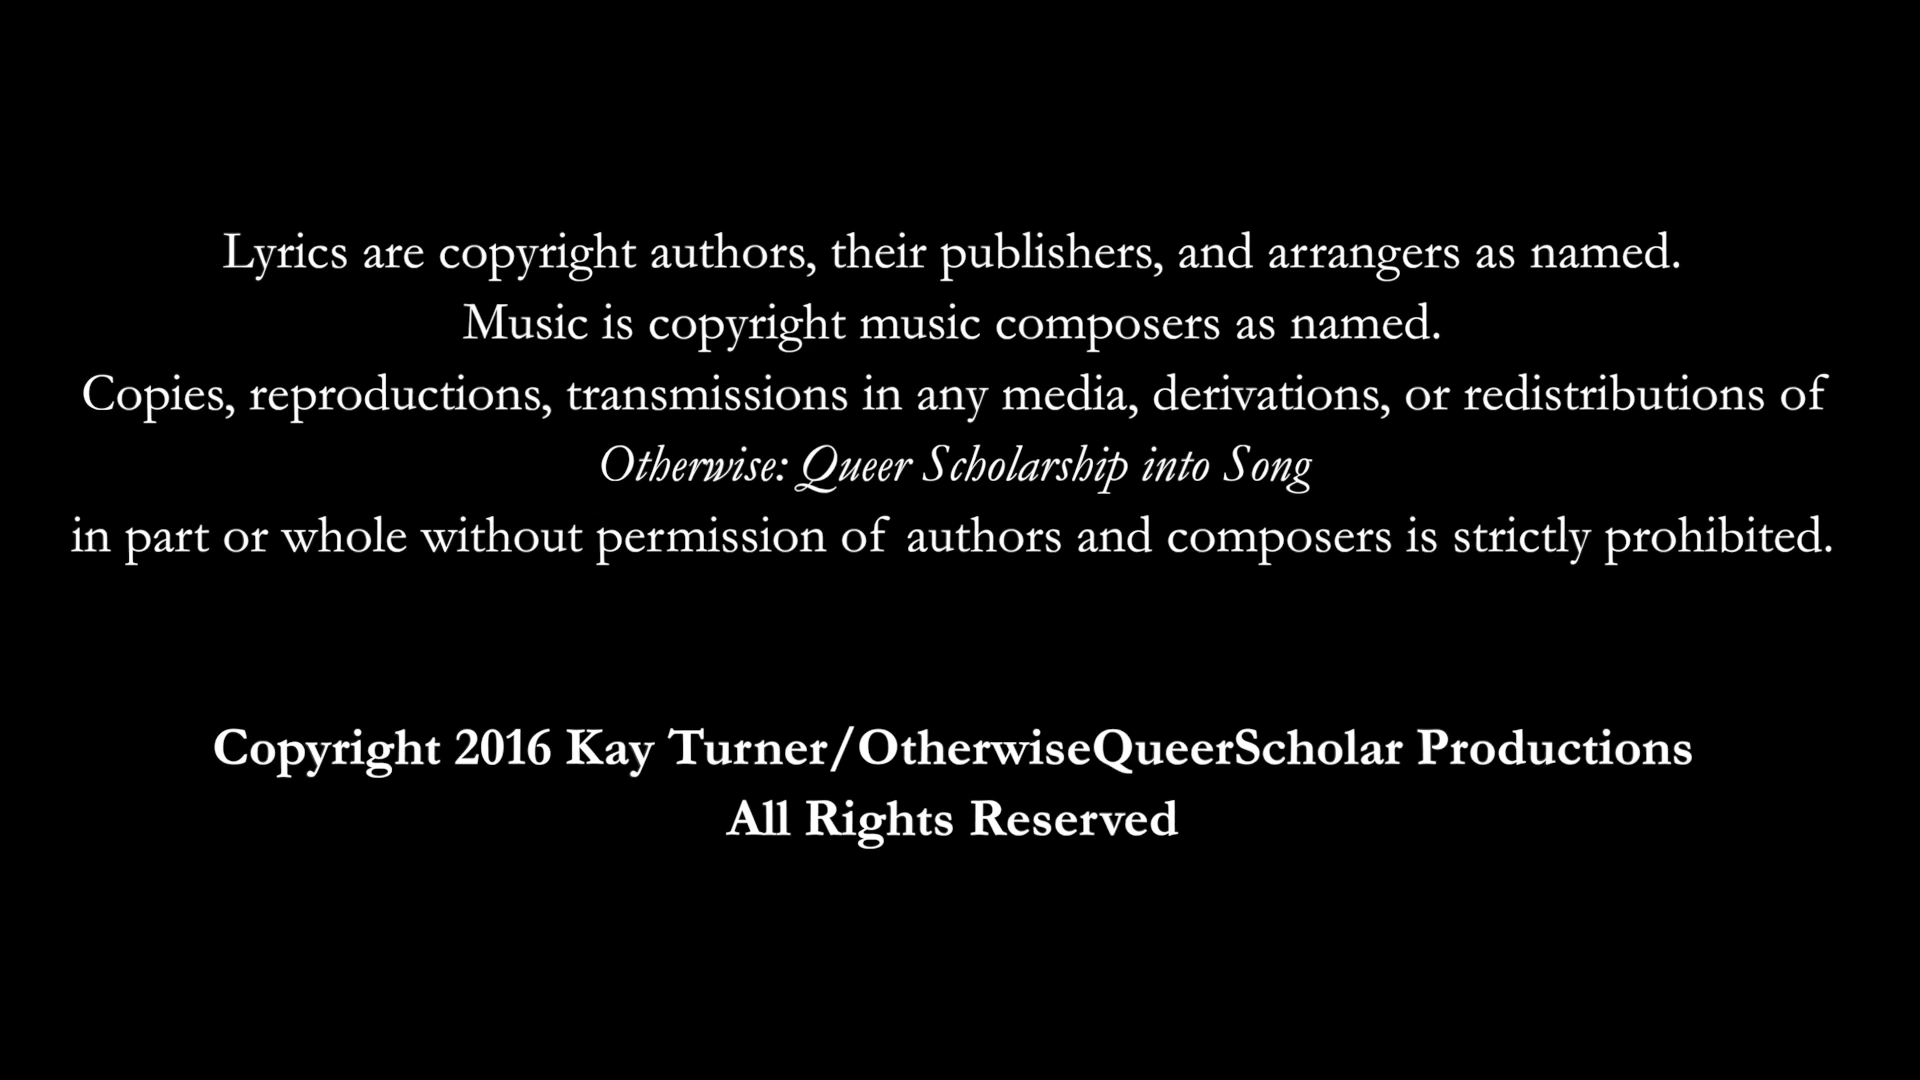 Lyrics are copyright authors, their publishers, and arrangers as named.
Music is copyright music composers as named.
Copies, reproductions, transmissions in any media, derivations, or redistributions of
Otherwise: Queer Scholarship into Song
in part or whole without permission of authors and composers is strictly prohibited.
Copyright 2016 Kay Turner/OtherwiseQueerScholar Productions
All Rights Reserved